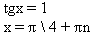 tgx = 1
x = π \ 4 + πn